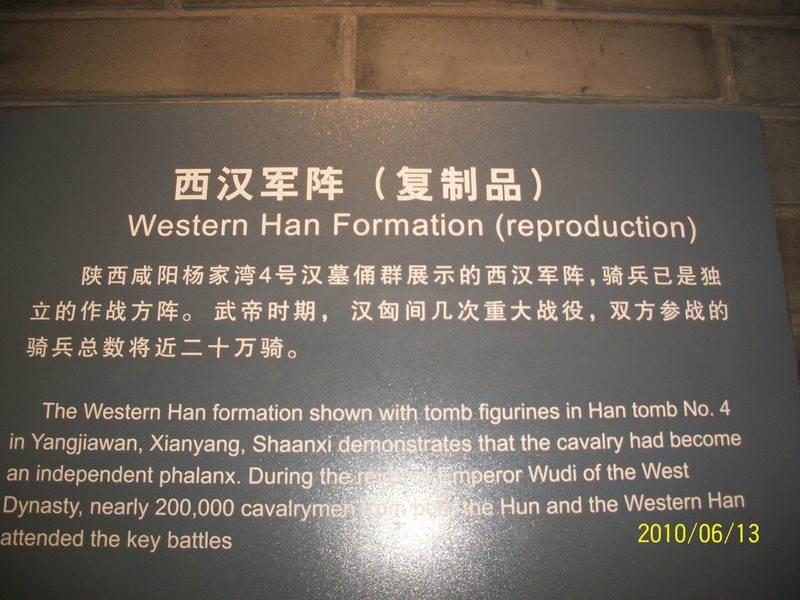 西汉军阵（复制品）
Western Han Formation (reproduction)
陕西咸阳杨家湾4号汉墓俑群展示的西汉军阵，骑兵已是独
立的作战方阵。 武帝时期， 汉匈间几次重大战役，双方参战的
骑兵总数将近二十万骑。
The Western Han formation shown with tomb figurines in Han tomb No. 4
in Yangjiawan, Xianyang, Shaanxi demonstrates that the cavalry had become
an independent phalanx. During the reign of Emperor Wudi of the West
Dynasty, nearly 200,000 cavalrymen from both the Hun and the Western Han
attended the key battles
2010/06/13